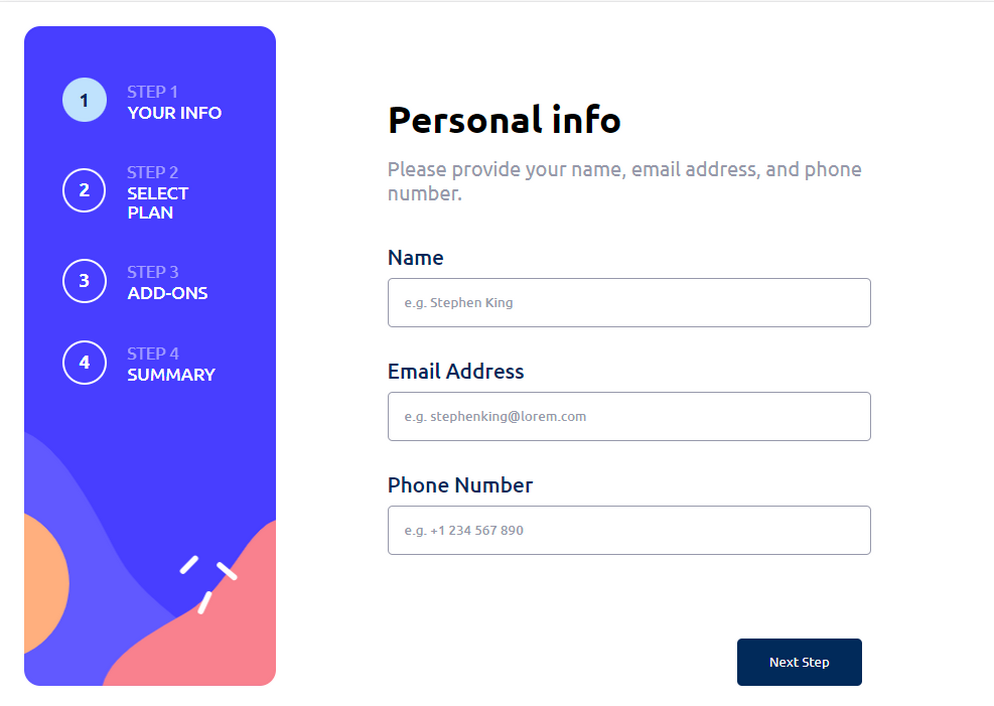 1
STEP 1
YOUR INFO
2
STEP 2
SELECT
PLAN
3
STEP 3
ADD-ONS
4
STEP 4
SUMMARY
Personal info
Please provide your name, email address, and phone
number.
Name
e.g. Stephen King
Email Address
e.g. stephenking@lorem.com
Phone Number
e.g. +1 234 567 890
Next Step